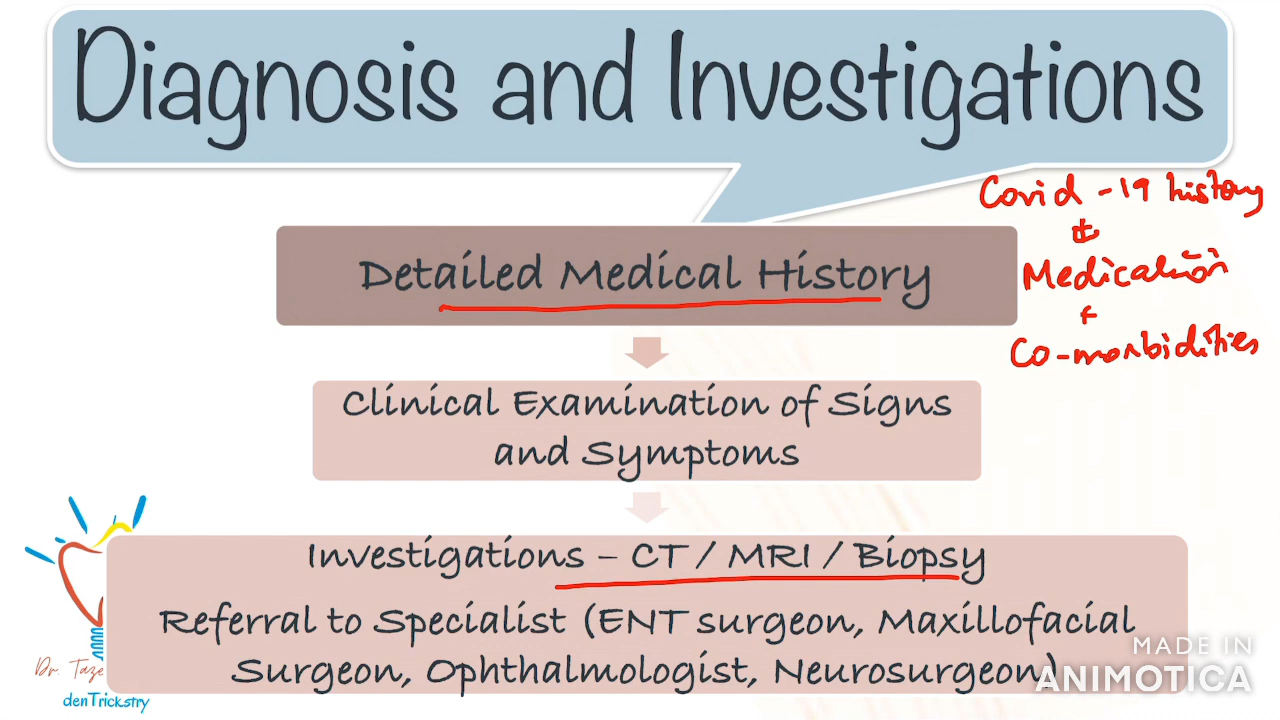 Diagnosis and Investigations
Covid-19 history
Detailed Medical History
Medication
Co-morbidities
Clinical Examination of Signs
and Symptoms
Investigations – CT / MRI / Biopsy
Referral to Specialist (ENT surgeon, Maxillofacial
Surgeon, Ophthalmologist, Neurosurgeon)
Dr.
denTrickstry
MADE IN
ANIMOTICA